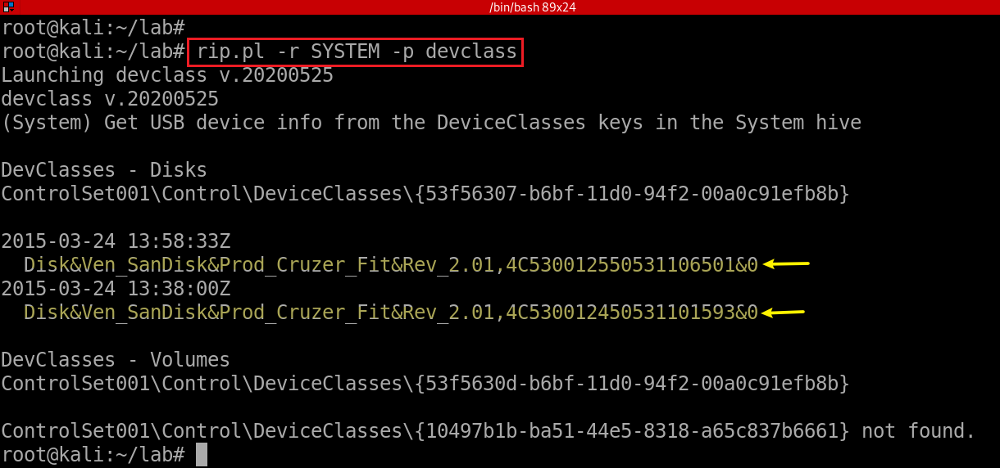 /bin/bash 89x24
root@kali:~/lab#
root@kali:~/lab# rip.pl -r SYSTEM -p devclass
Launching devclass v.20200525
devclass v.20200525
(System) Get USB device info from the DeviceClasses keys in the System hive
DevClasses - Disks
ControlSet001\Control\DeviceClasses\{53f56307-b6bf-11d0-94f2-00a0c91efb8b}
2015-03-24 13:58:33Z
Disk&Ven_SanDisk&Prod_Cruzer_Fit&Rev_2.01,4C530012550531106501&0
2015-03-24 13:38:00Z
Disk&Ven_SanDisk&Prod_Cruzer_Fit&Rev_2.01,4C530012450531101593&0
DevClasses - Volumes
ControlSet001\Control\DeviceClasses\{53f5630d-b6bf-11d0-94f2-00a0c91efb8b}
ControlSet001\Control\DeviceClasses\{10497b1b-ba51-44e5-8318-a65c837b6661} not found.
root@kali:~/lab#